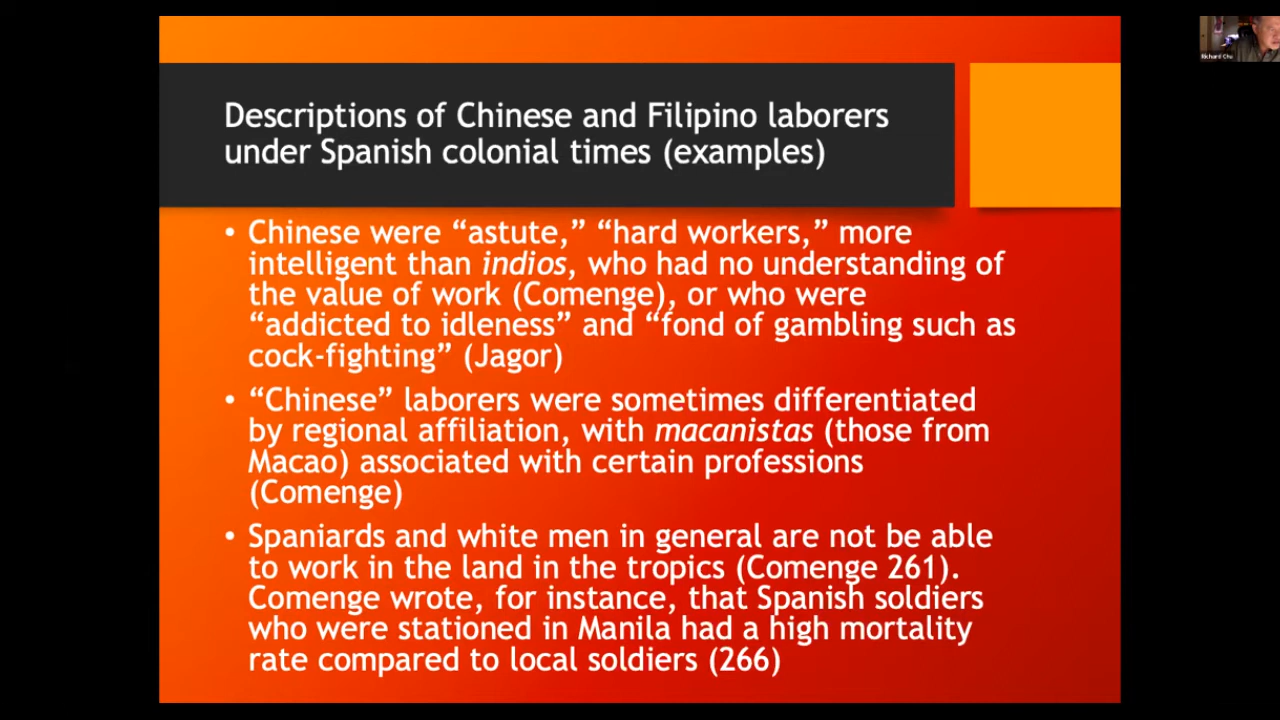 Descriptions of Chinese and Filipino laborers
under Spanish colonial times (examples)
• Chinese were “astute,” “hard workers,” more
intelligent than indios, who had no understanding of
the value of work (Comenge), or who were
“addicted to idleness” and “fond of gambling such as
cock-fighting” (Jagor)
• “Chinese” laborers were sometimes differentiated
by regional affiliation, with macanistas (those from
Macao) associated with certain professions
(Comenge)
• Spaniards and white men in general are not be able
to work in the land in the tropics (Comenge 261).
Comenge wrote, for instance, that Spanish soldiers
who were stationed in Manila had a high mortality
rate compared to local soldiers (266)
Richard Chu